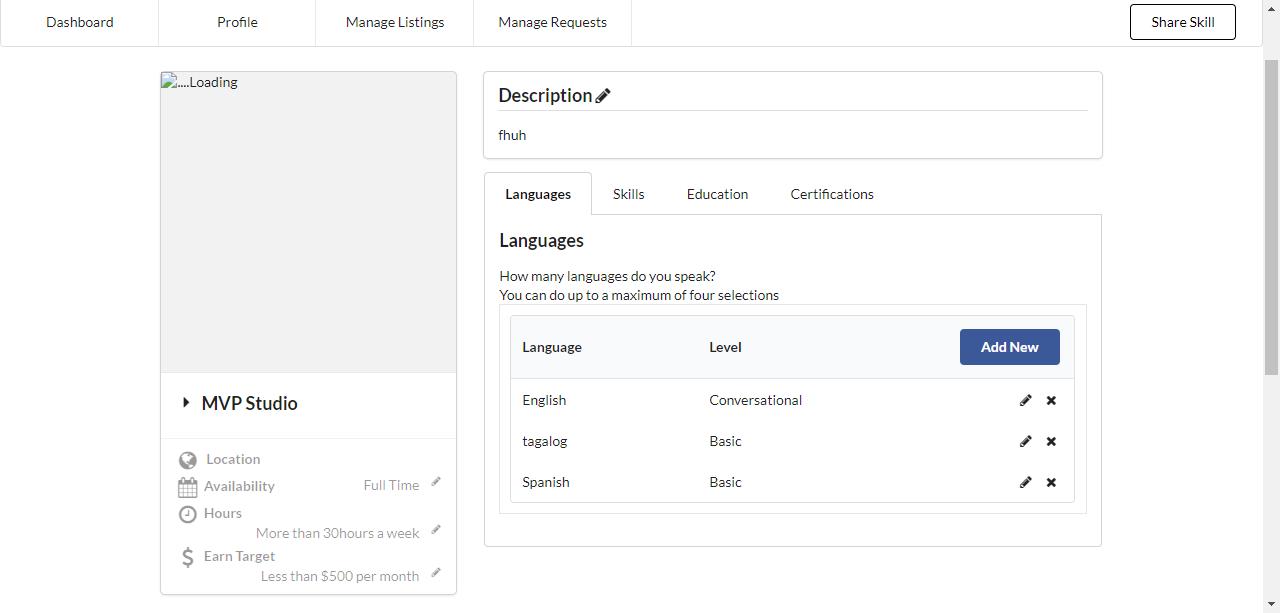 Dashboard Profile Manage Listings Manage Requests Share Skill
....Loading
MVP Studio
Location
Availability Full TIme
Hours
More than 30hours a week
Earn Target
Less than $500 per month
Description
fhuh
Languages Skills Education Certifications
Languages
How many languages do you speak?
You can do up to a maximum of four selections
Language Level Add New
English Conversational
tagalog Basic
Spanish Basic